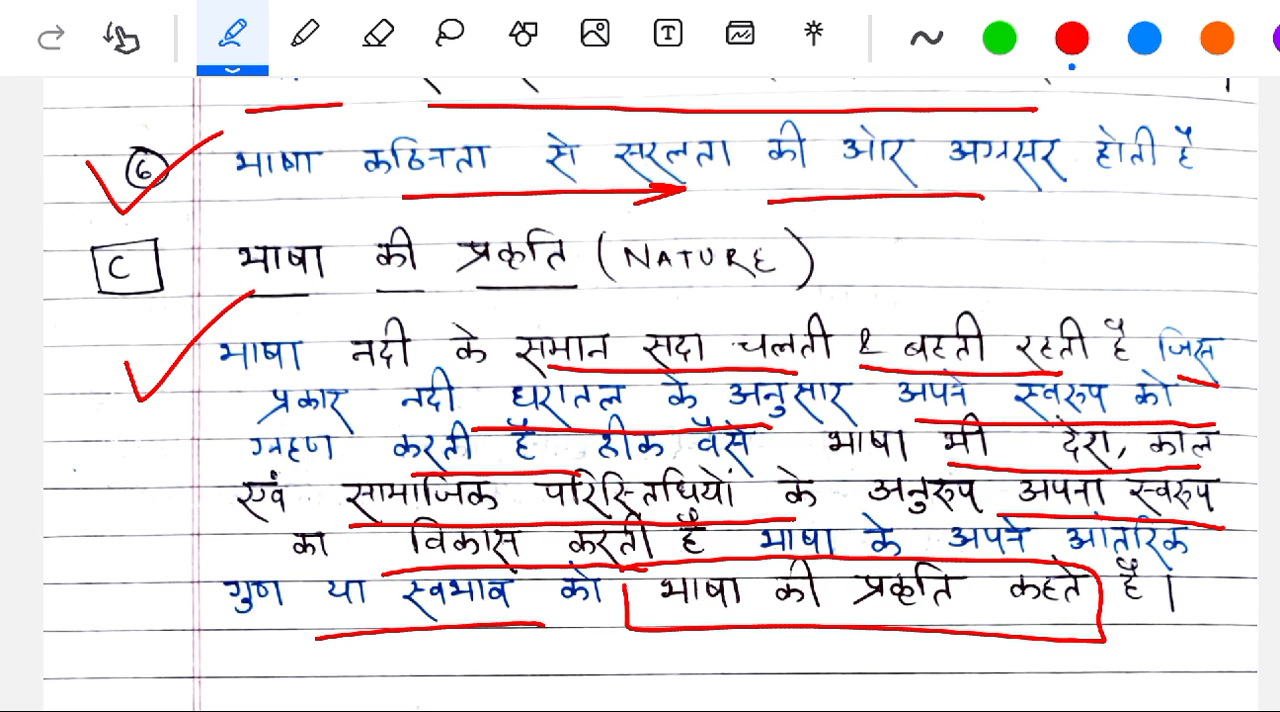 ⑥ भाषा कठिनता से सरलता की ओर अग्रसर होती है
C भाषा की प्रकृति (NATURE)
भाषा नदी के समान सदा चलती & बहती रहती है जिस
प्रकार नदी धरातल के अनुसार अपने स्वरुप को
ग्रहण करती है ठीक वैसे भाषा भी देश, काल
एवं सामाजिक परिस्तिथियों के अनुरुप अपना स्वरुप
का विकास करती है भाषा के अपने आंतरिक
गुण या स्वभाव को भाषा की प्रकृति कहते है।